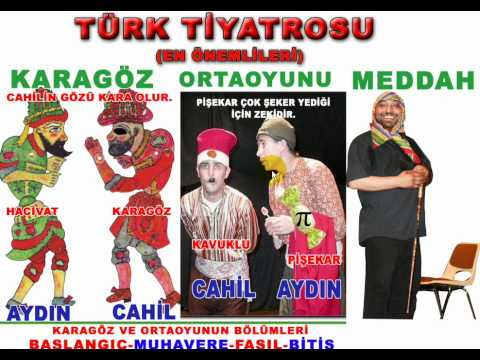 TÜRK TİYATROSU
(EN ÖNEMLİLERİ)
KARAGÖZ
CAHİLİN GÖZÜ KARA OLUR.
HACİVAT
KARAGÖZ
AYDIN
CAHİL
ORTAOYUNU
PİŞEKAR ÇOK ŞEKER YEDİĞİ
İÇİN ZEKİDİR.
π
KAVUKLU
PİŞEKAR
CAHİL
AYDIN
MEDDAH
KARAGÖZ VE ORTAOYUNUN BÖLÜMLERİ
BASLANGIC-MUHAVERE-FASIL-BİTİS